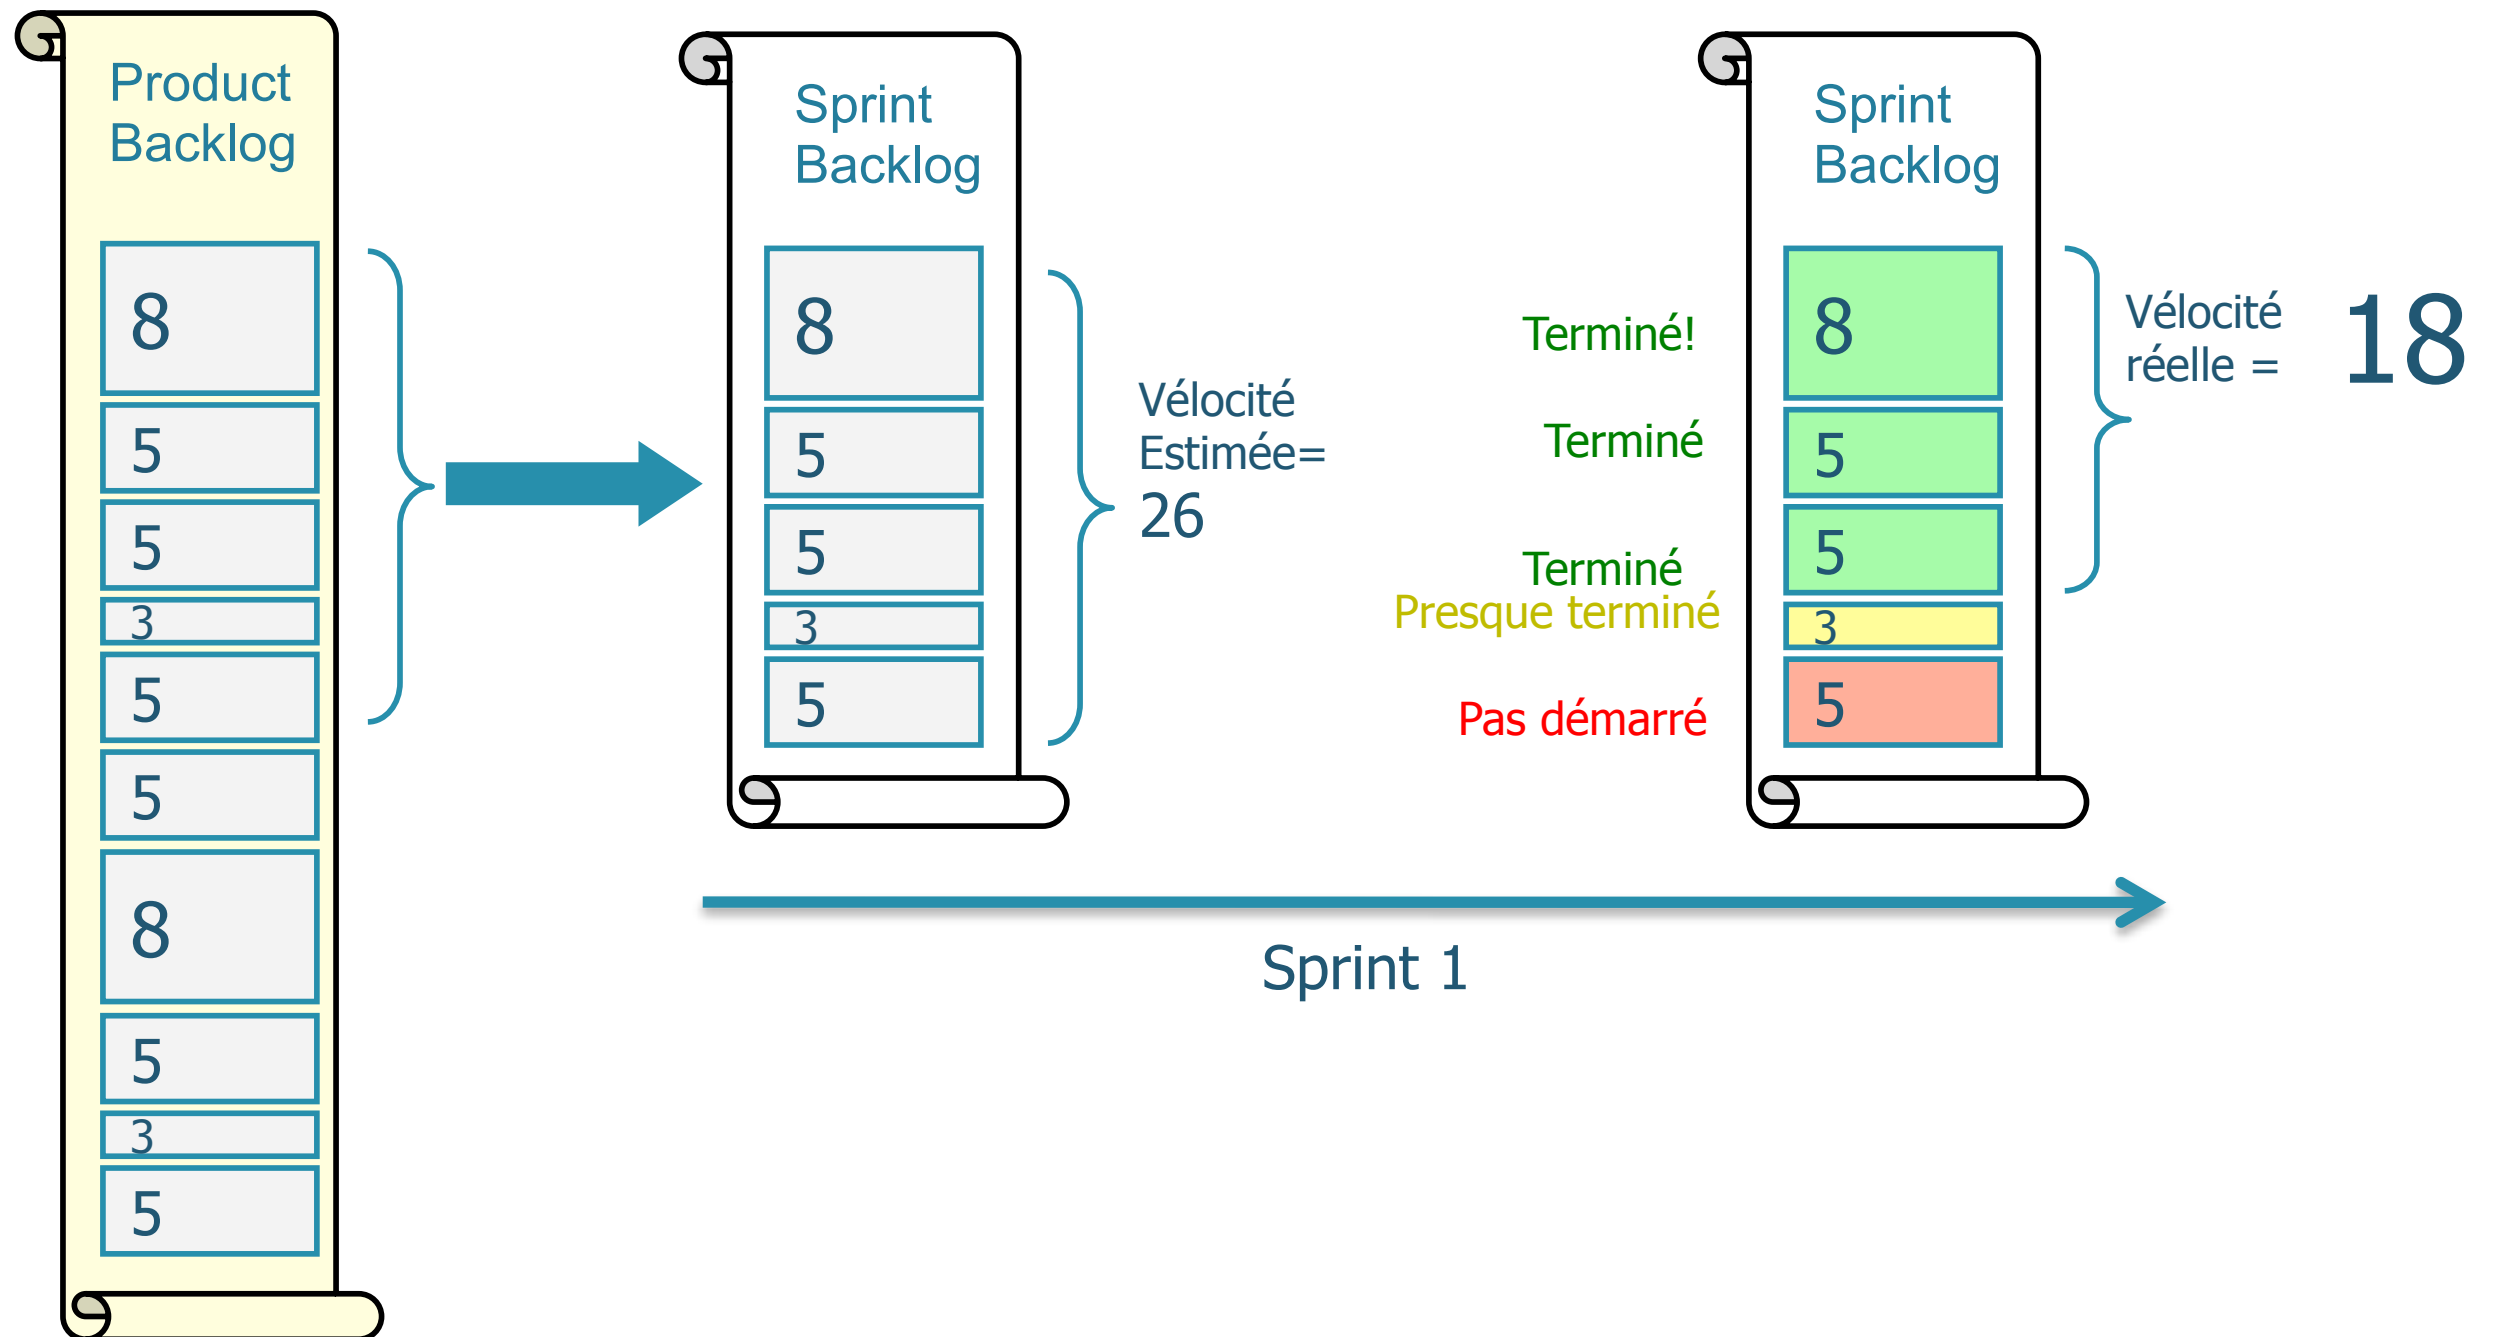 Product
Backlog
8
5
5
3
5
5
8
5
3
5
Sprint
Backlog
8
5
5
3
5
Vélocité
Estimée=
26
Sprint
Backlog
Terminé!
8
Terminé
5
Terminé
5
Presque terminé
3
Pas démarré
5
Vélocité
réelle =
18
Sprint 1